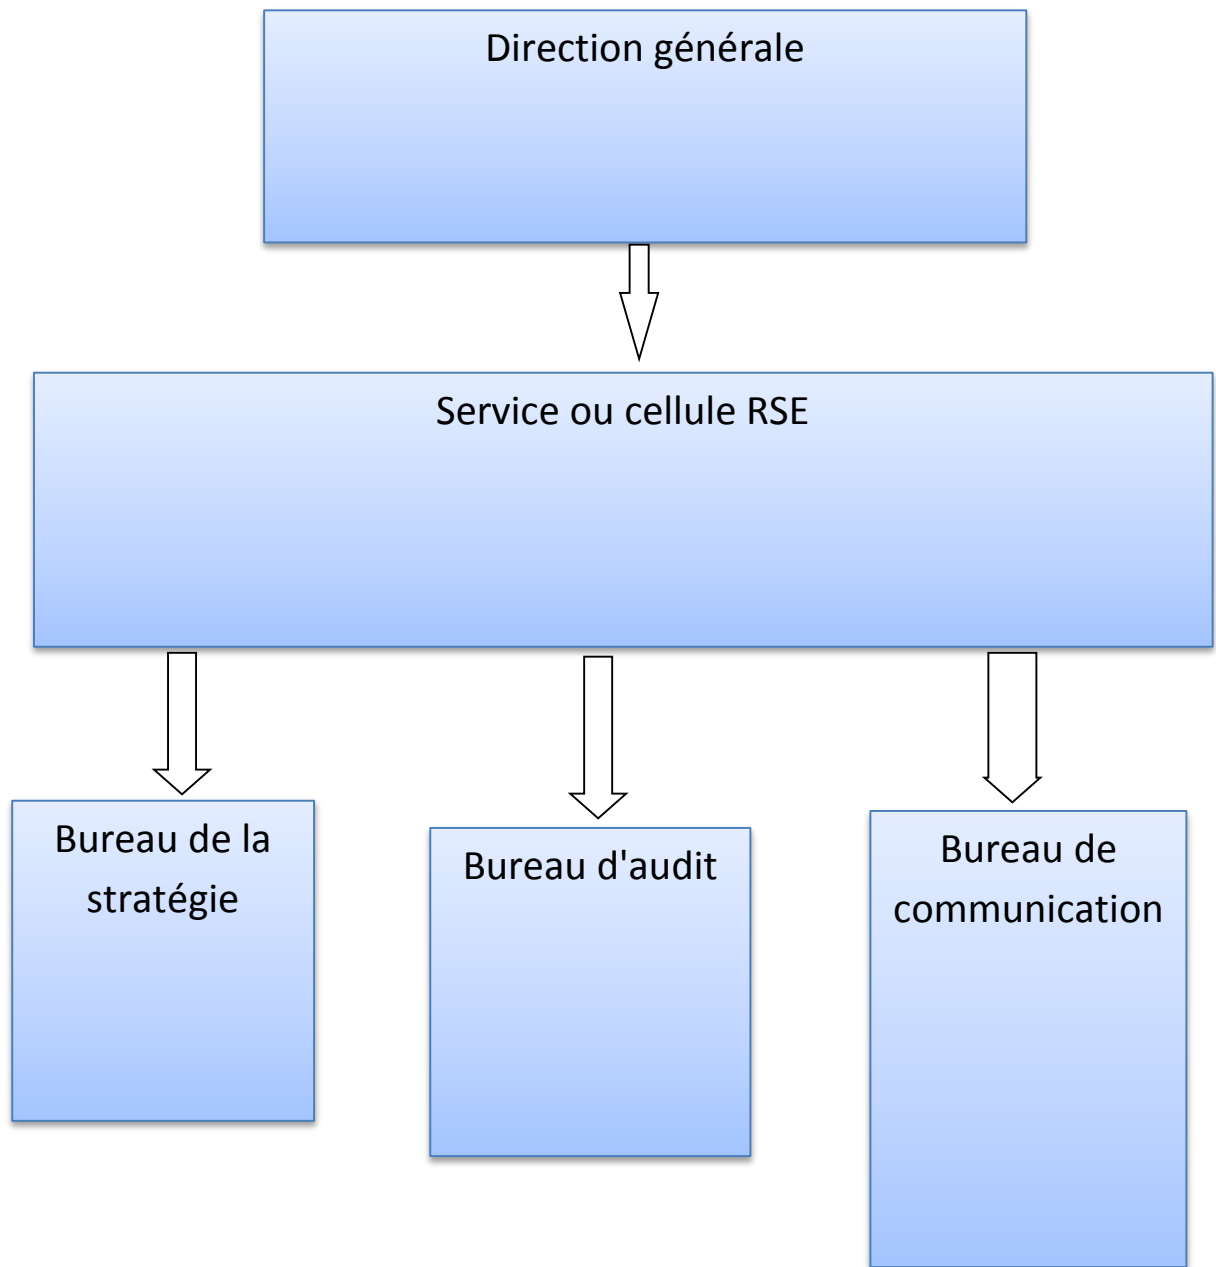 Direction générale
Service ou cellule RSE
Bureau de la
stratégie
Bureau d'audit
Bureau de
communication